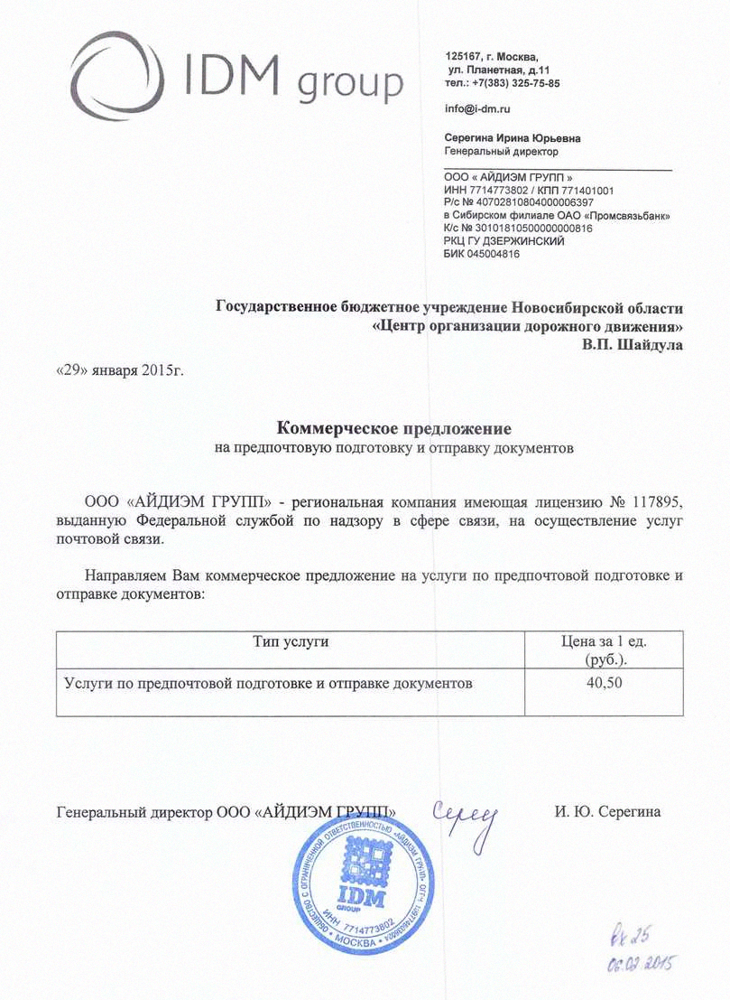 IDM group
125167, г. Москва,
ул. Планетная, д.11
тел.: +7(383) 325-75-85
info@i-dm.ru
Серегина Ирина Юрьевна
Генеральный директор
ООО « АЙДИЭМ ГРУПП »
ИНН 7714773802 / КПП 771401001
Р/с № 40702810804000006397
в Сибирском филиале ОАО «Промсвязьбанк»
К/с № 30101810500000000816
РКЦ ГУ ДЗЕРЖИНСКИЙ
БИК 045004816
Государственное бюджетное учреждение Новосибирской области
«Центр организации дорожного движения»
В.П. Шайдула
«29» января 2015г.
Коммерческое предложение
на предпочтовую подготовку и отправку документов
ООО «АЙДИЭМ ГРУПП» - региональная компания имеющая лицензию № 117895,
выданную Федеральной службой по надзору в сфере связи, на осуществление услуг
почтовой связи.
Направляем Вам коммерческое предложение на услуги по предпочтовой подготовке и
отправке документов:
Тип услуги
Цена за 1 ед.
(руб.).
Услуги по предпочтовой подготовке и отправке документов
40,50
Генеральный директор ООО «АЙДИЭМ ГРУПП»
И. Ю. Серегина
ОБЩЕСТВО С ОГРАНИЧЕННОЙ ОТВЕТСТВЕННОСТЬЮ «АЙДИЭМ ГРУПП»
IDM
GROUP
ИНН 7714773802
• МОСКВА •
вх 25
06.02.2015